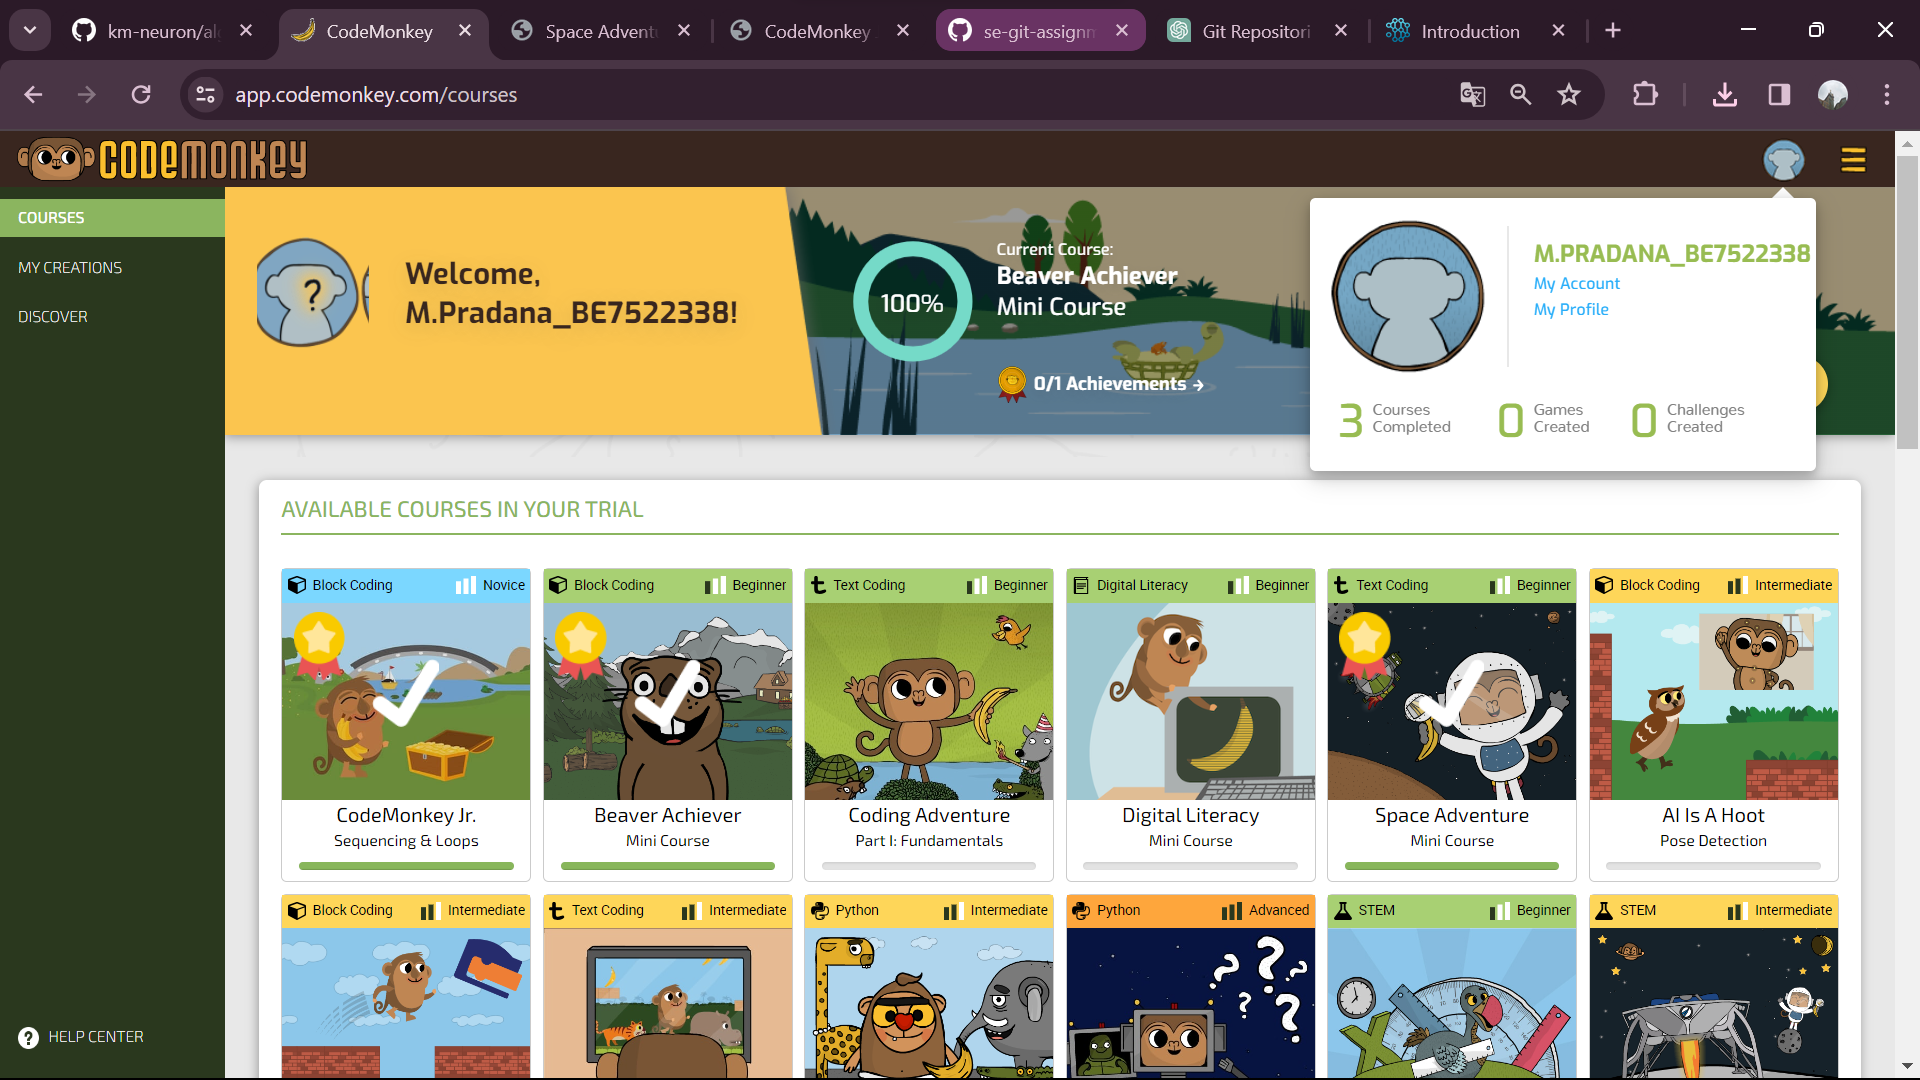 km-neuron/al
CodeMonkey
Space Advent
CodeMonkey
se-git-assignm
Git Repositori
Introduction
app.codemonkey.com/courses
CODEMONKEY
COURSES
MY CREATIONS
DISCOVER
HELP CENTER
?
Welcome,
M.Pradana_BE7522338!
100%
Current Course:
Beaver Achiever
Mini Course
0/1 Achievements →
M.PRADANA_BE7522338
My Account
My Profile
3 Courses Completed
0 Games Created
0 Challenges Created
AVAILABLE COURSES IN YOUR TRIAL
Block Coding Novice
CodeMonkey Jr.
Sequencing & Loops
Block Coding Beginner
Beaver Achiever
Mini Course
Text Coding Beginner
Coding Adventure
Part I: Fundamentals
Digital Literacy Beginner
Digital Literacy
Mini Course
Text Coding Beginner
Space Adventure
Mini Course
Block Coding Intermediate
AI Is A Hoot
Pose Detection
Block Coding Intermediate
Text Coding Intermediate
Python Intermediate
Python Advanced
? ? ? ? ?
STEM Beginner
STEM Intermediate